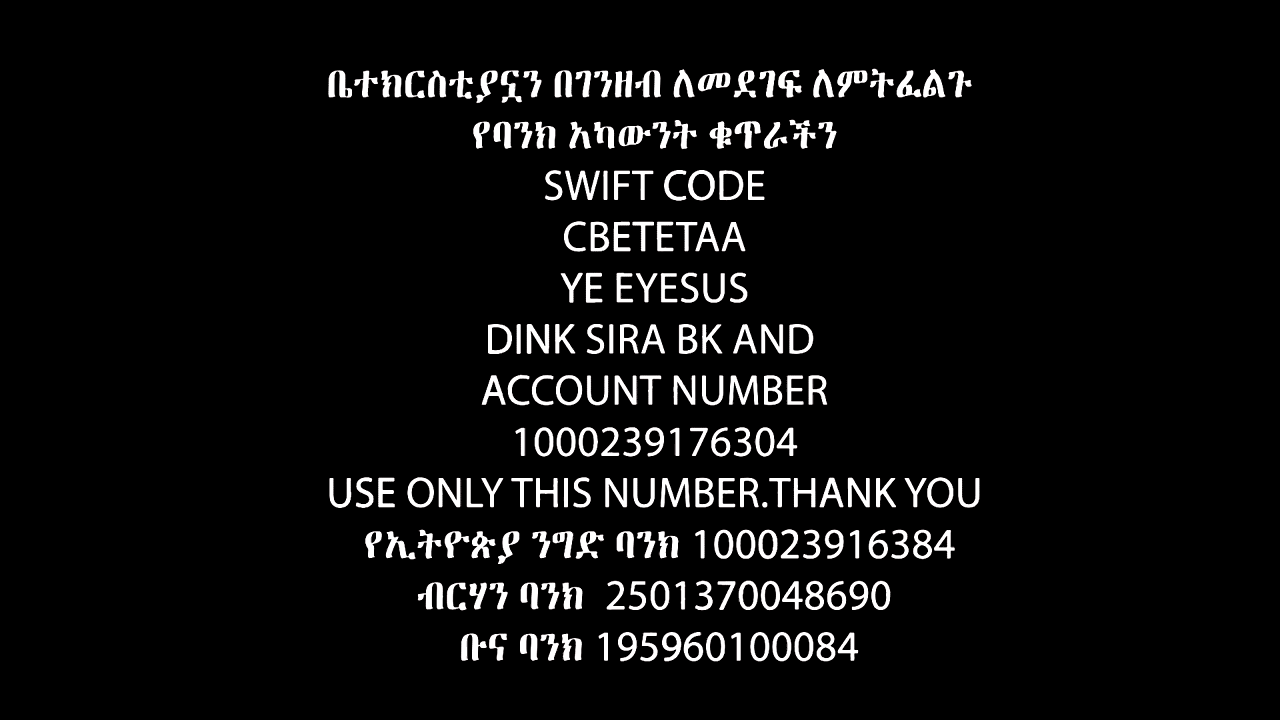 ቤተክርስቲያኗን በገንዘብ ለመደገፍ ለምትፈልጉ
የባንክ አካውንት ቁጥራችን
SWIFT CODE
CBETETAA
YE EYESUS
DINK SIRA BK AND
ACCOUNT NUMBER
1000239176304
USE ONLY THIS NUMBER.THANK YOU
የኢትዮጵያ ንግድ ባንክ 100023916384
ብርሃን ባንክ 2501370048690
ቡና ባንክ 195960100084